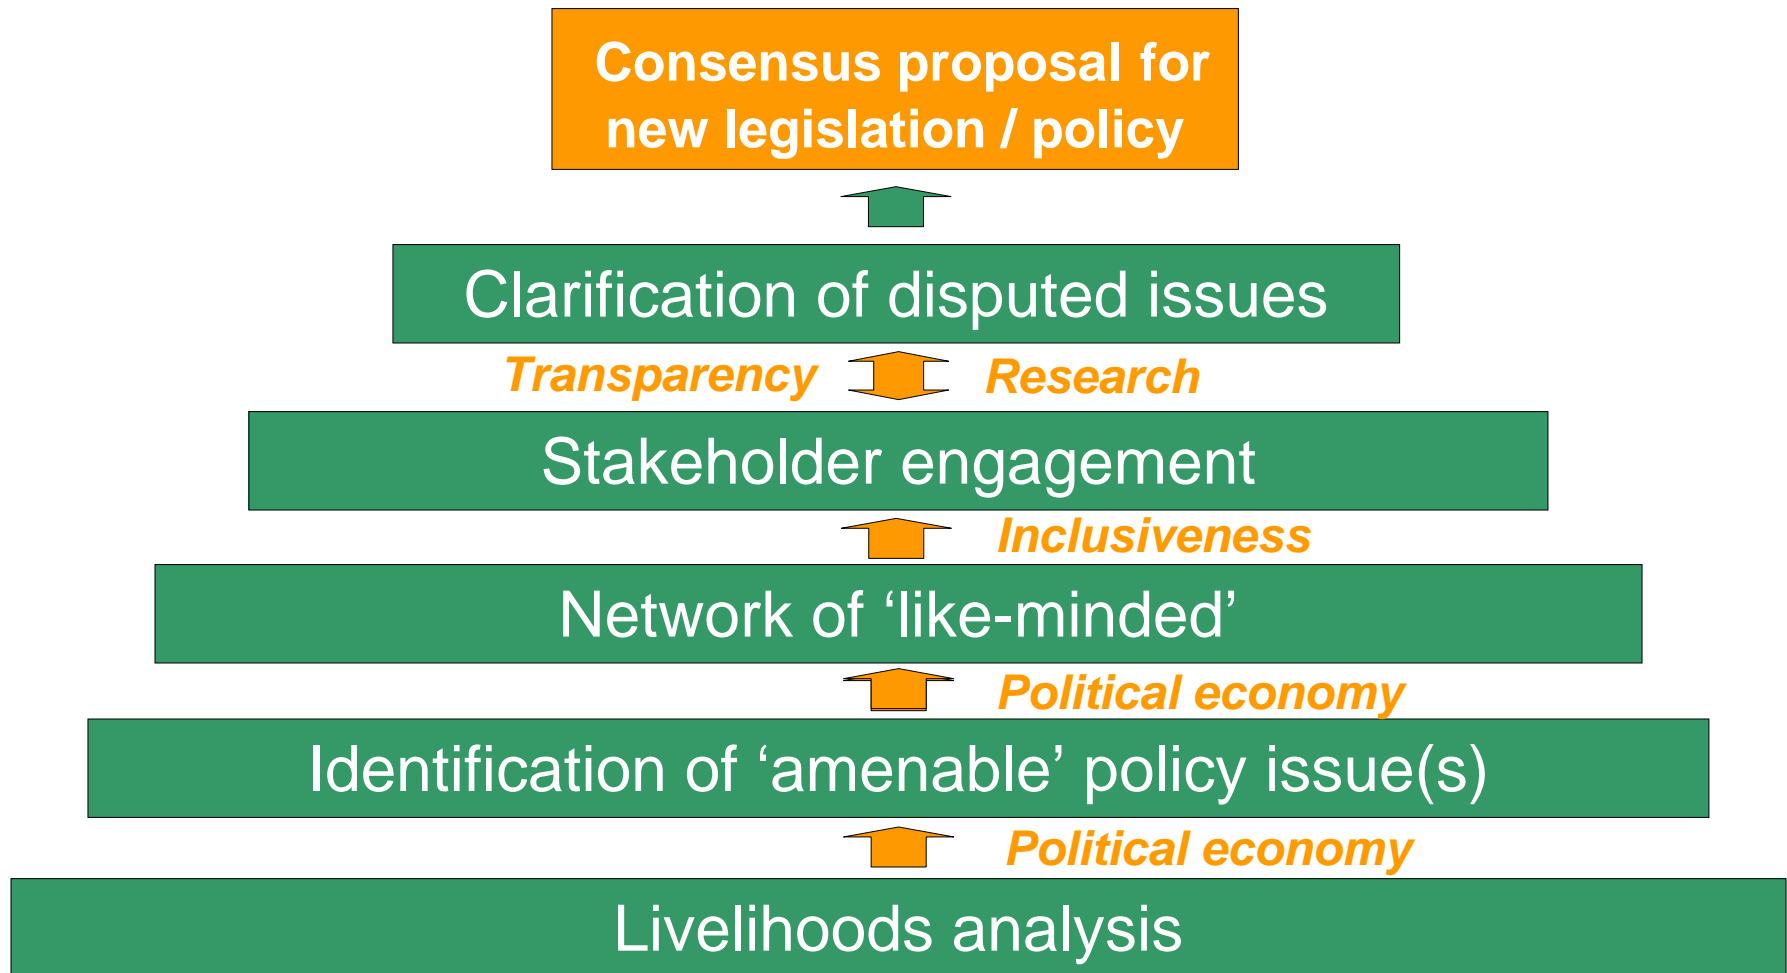 Consensus proposal for
new legislation / policy
Clarification of disputed issues
Transparency Research
Stakeholder engagement
Inclusiveness
Network of ‘like-minded’
Political economy
Identification of ‘amenable’ policy issue(s)
Political economy
Livelihoods analysis